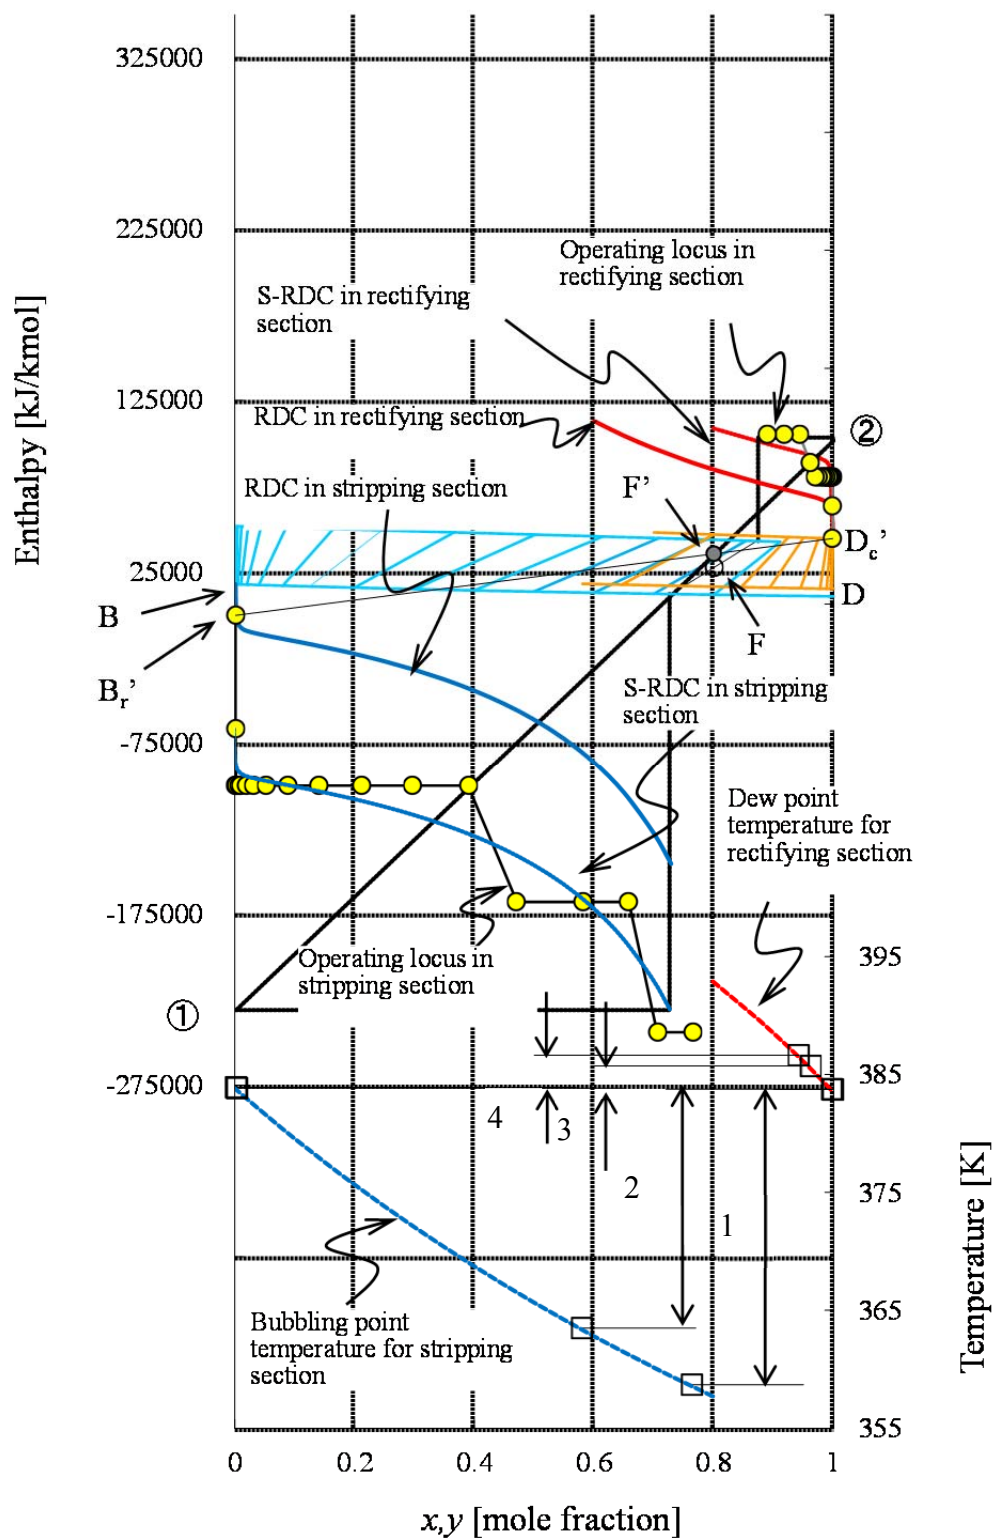 325000
225000
Operating locus in
rectifying section
S-RDC in rectifying
section
Enthalpy [kJ/kmol]
125000
RDC in rectifying section
②
RDC in stripping section
F'
Dc'
25000
D
B
F
Br'
S-RDC in stripping
section
-75000
Dew point
temperature for
rectifying section
-175000
Operating locus in
stripping section
395
①
385
-275000
4
3
2
375
1
Temperature [K]
365
Bubbling point
temperature for stripping
section
355
0
0.2
0.4
0.6
0.8
1
x,y [mole fraction]